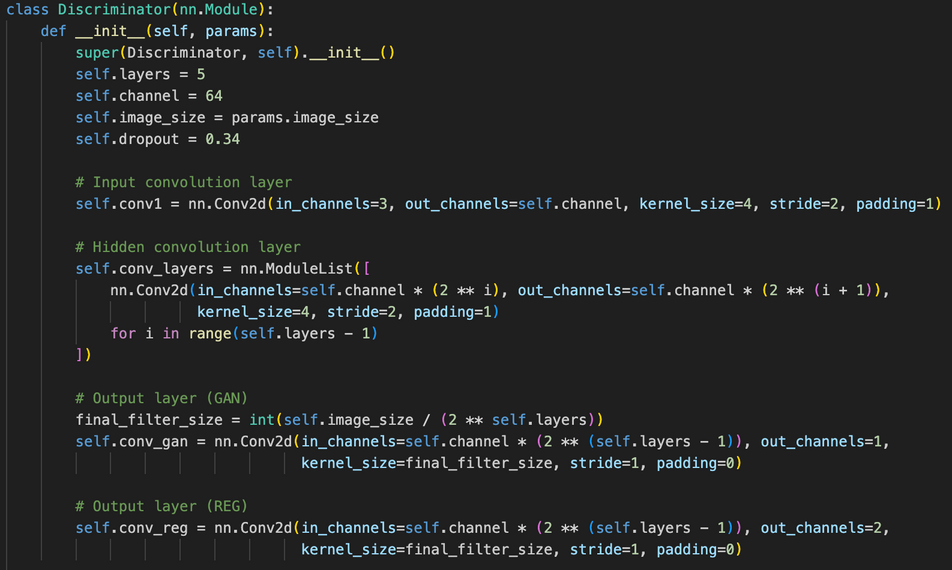 class Discriminator(nn.Module):
    def __init__(self, params):
        super(Discriminator, self).__init__()
        self.layers = 5
        self.channel = 64
        self.image_size = params.image_size
        self.dropout = 0.34

        # Input convolution layer
        self.conv1 = nn.Conv2d(in_channels=3, out_channels=self.channel, kernel_size=4, stride=2, padding=1)

        # Hidden convolution layer
        self.conv_layers = nn.ModuleList([
            nn.Conv2d(in_channels=self.channel * (2 ** i), out_channels=self.channel * (2 ** (i + 1)),
                      kernel_size=4, stride=2, padding=1)
            for i in range(self.layers - 1)
        ])

        # Output layer (GAN)
        final_filter_size = int(self.image_size / (2 ** self.layers))
        self.conv_gan = nn.Conv2d(in_channels=self.channel * (2 ** (self.layers - 1)), out_channels=1,
                                  kernel_size=final_filter_size, stride=1, padding=0)

        # Output layer (REG)
        self.conv_reg = nn.Conv2d(in_channels=self.channel * (2 ** (self.layers - 1)), out_channels=2,
                                  kernel_size=final_filter_size, stride=1, padding=0)